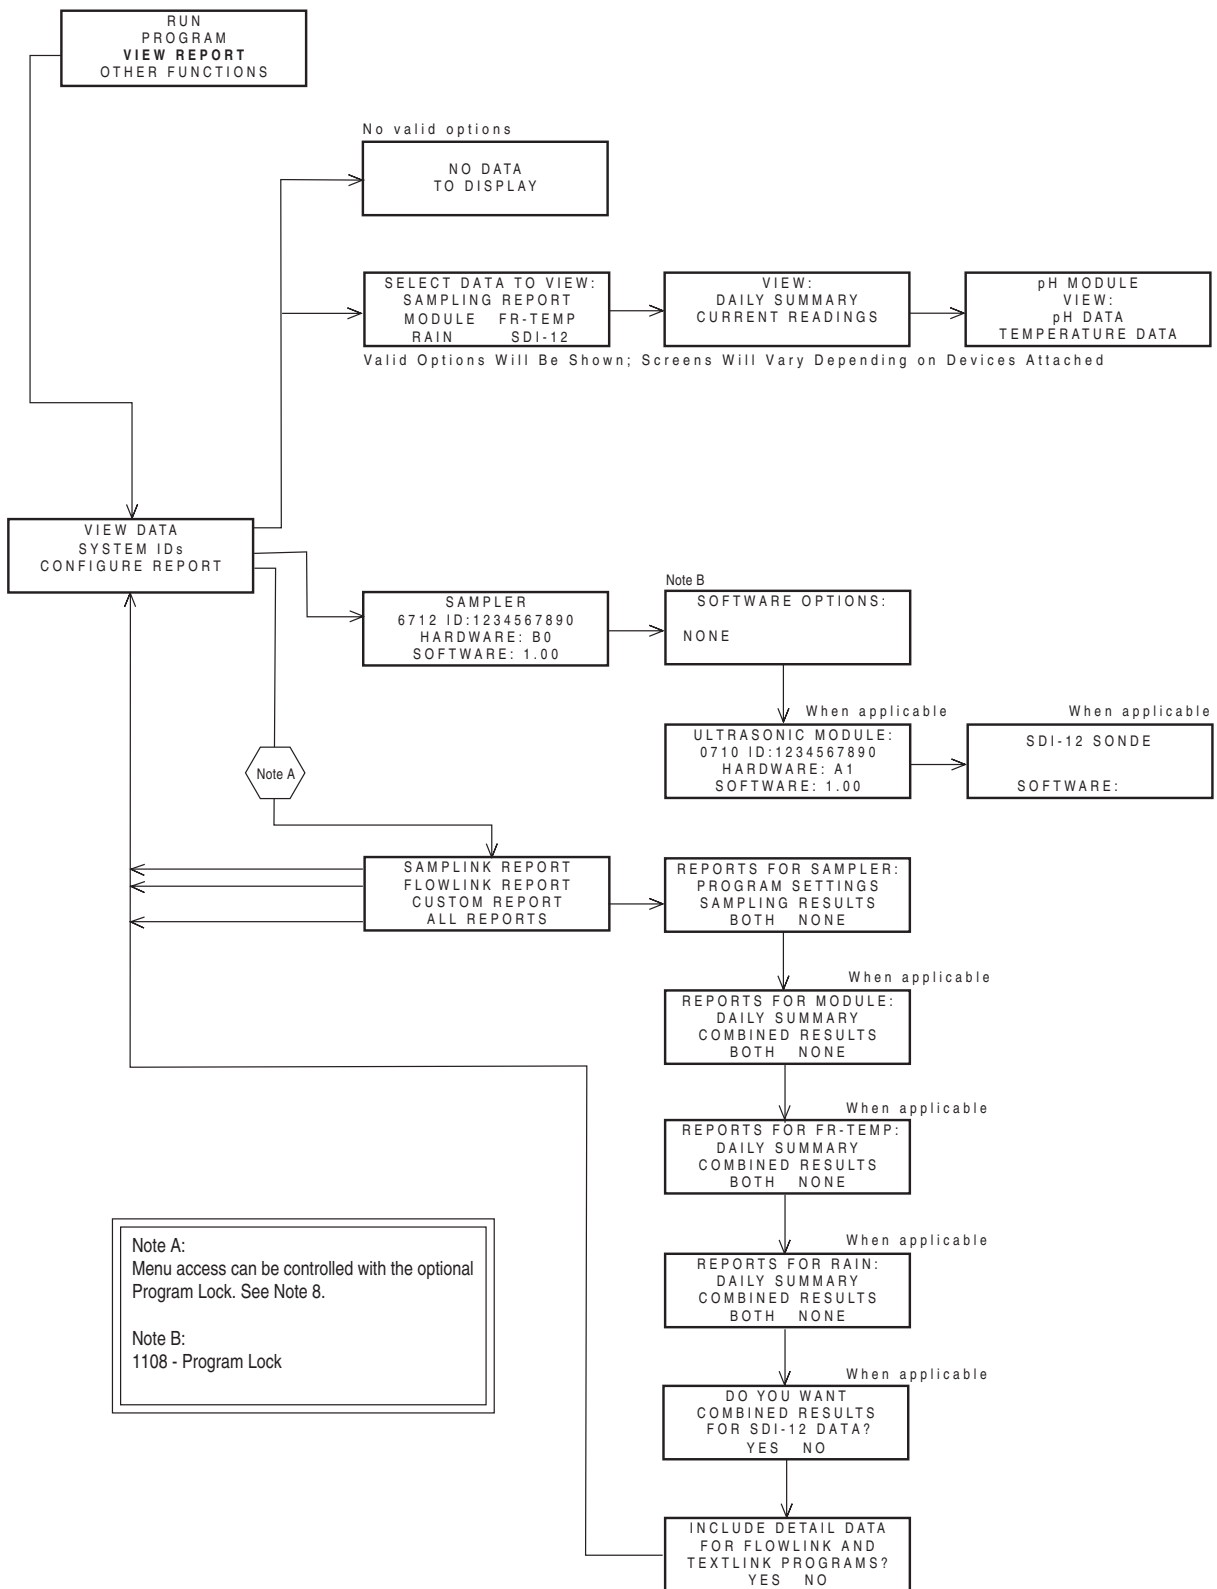 RUN
PROGRAM
VIEW REPORT
OTHER FUNCTIONS
No valid options
NO DATA
TO DISPLAY
SELECT DATA TO VIEW:
SAMPLING REPORT
MODULE FR-TEMP
RAIN SDI-12
VIEW:
DAILY SUMMARY
CURRENT READINGS
pH MODULE
VIEW:
pH DATA
TEMPERATURE DATA
Valid Options Will Be Shown; Screens Will Vary Depending on Devices Attached
VIEW DATA
SYSTEM IDs
CONFIGURE REPORT
SAMPLER
6712 ID:1234567890
HARDWARE: B0
SOFTWARE: 1.00
Note B
SOFTWARE OPTIONS:
NONE
When applicable
ULTRASONIC MODULE:
0710 ID:1234567890
HARDWARE: A1
SOFTWARE: 1.00
When applicable
SDI-12 SONDE
SOFTWARE:
Note A
SAMPLINK REPORT
FLOWLINK REPORT
CUSTOM REPORT
ALL REPORTS
REPORTS FOR SAMPLER:
PROGRAM SETTINGS
SAMPLING RESULTS
BOTH NONE
When applicable
REPORTS FOR MODULE:
DAILY SUMMARY
COMBINED RESULTS
BOTH NONE
When applicable
REPORTS FOR FR-TEMP:
DAILY SUMMARY
COMBINED RESULTS
BOTH NONE
When applicable
REPORTS FOR RAIN:
DAILY SUMMARY
COMBINED RESULTS
BOTH NONE
When applicable
DO YOU WANT
COMBINED RESULTS
FOR SDI-12 DATA?
YES NO
INCLUDE DETAIL DATA
FOR FLOWLINK AND
TEXTLINK PROGRAMS?
YES NO
Note A:
Menu access can be controlled with the optional
Program Lock. See Note 8.
Note B:
1108 - Program Lock